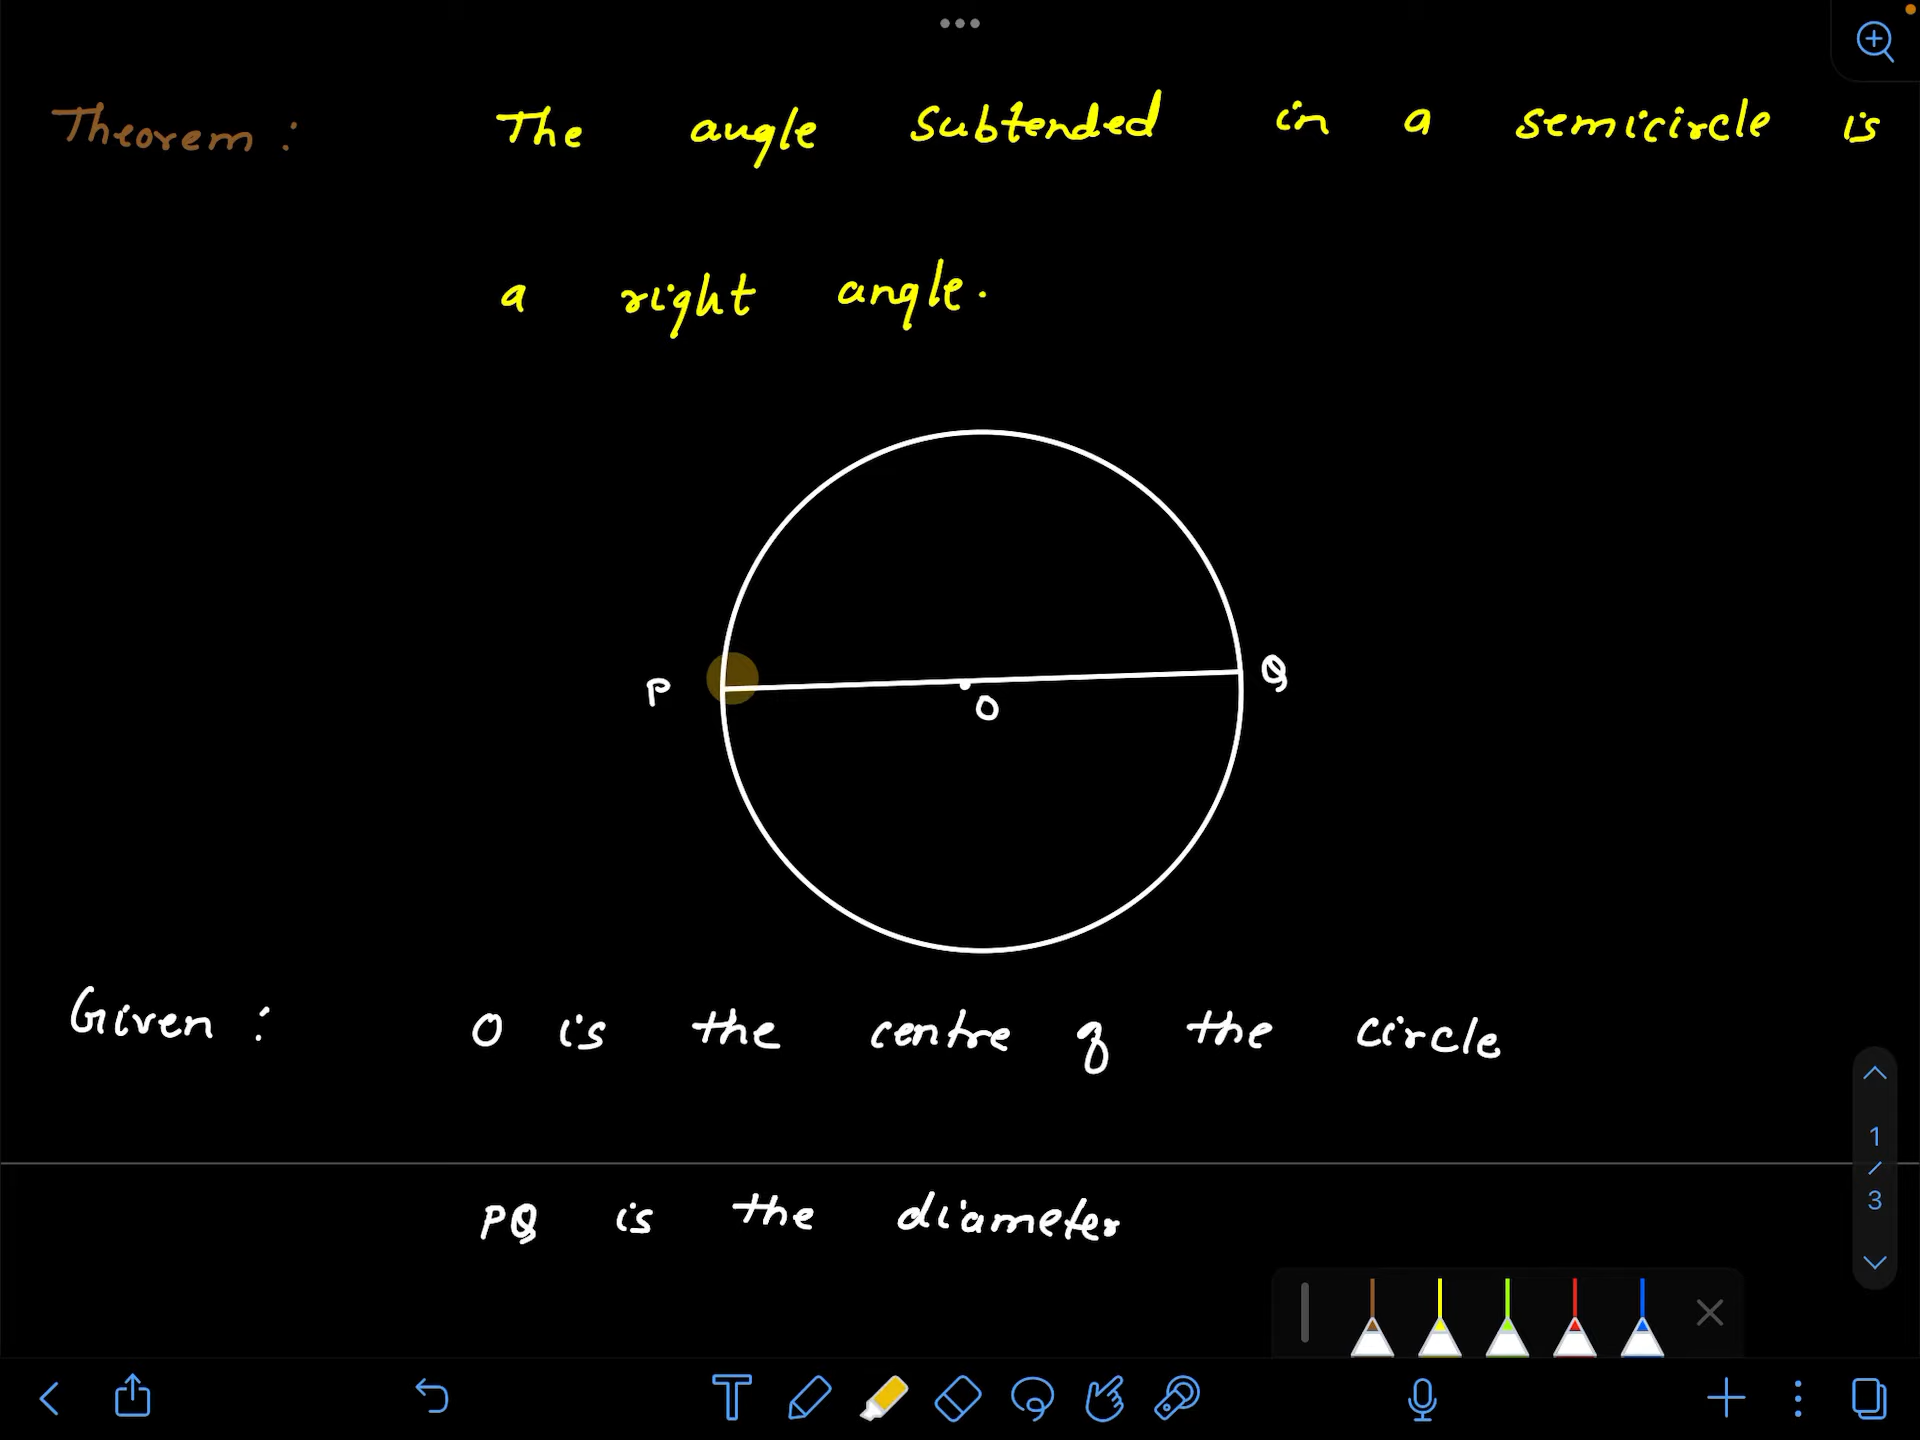 Theorem : The angle subtended in a semicircle is
a right angle.
P
Q
O
Given : O is the centre of the circle
PQ is the diameter
1
/
3
T